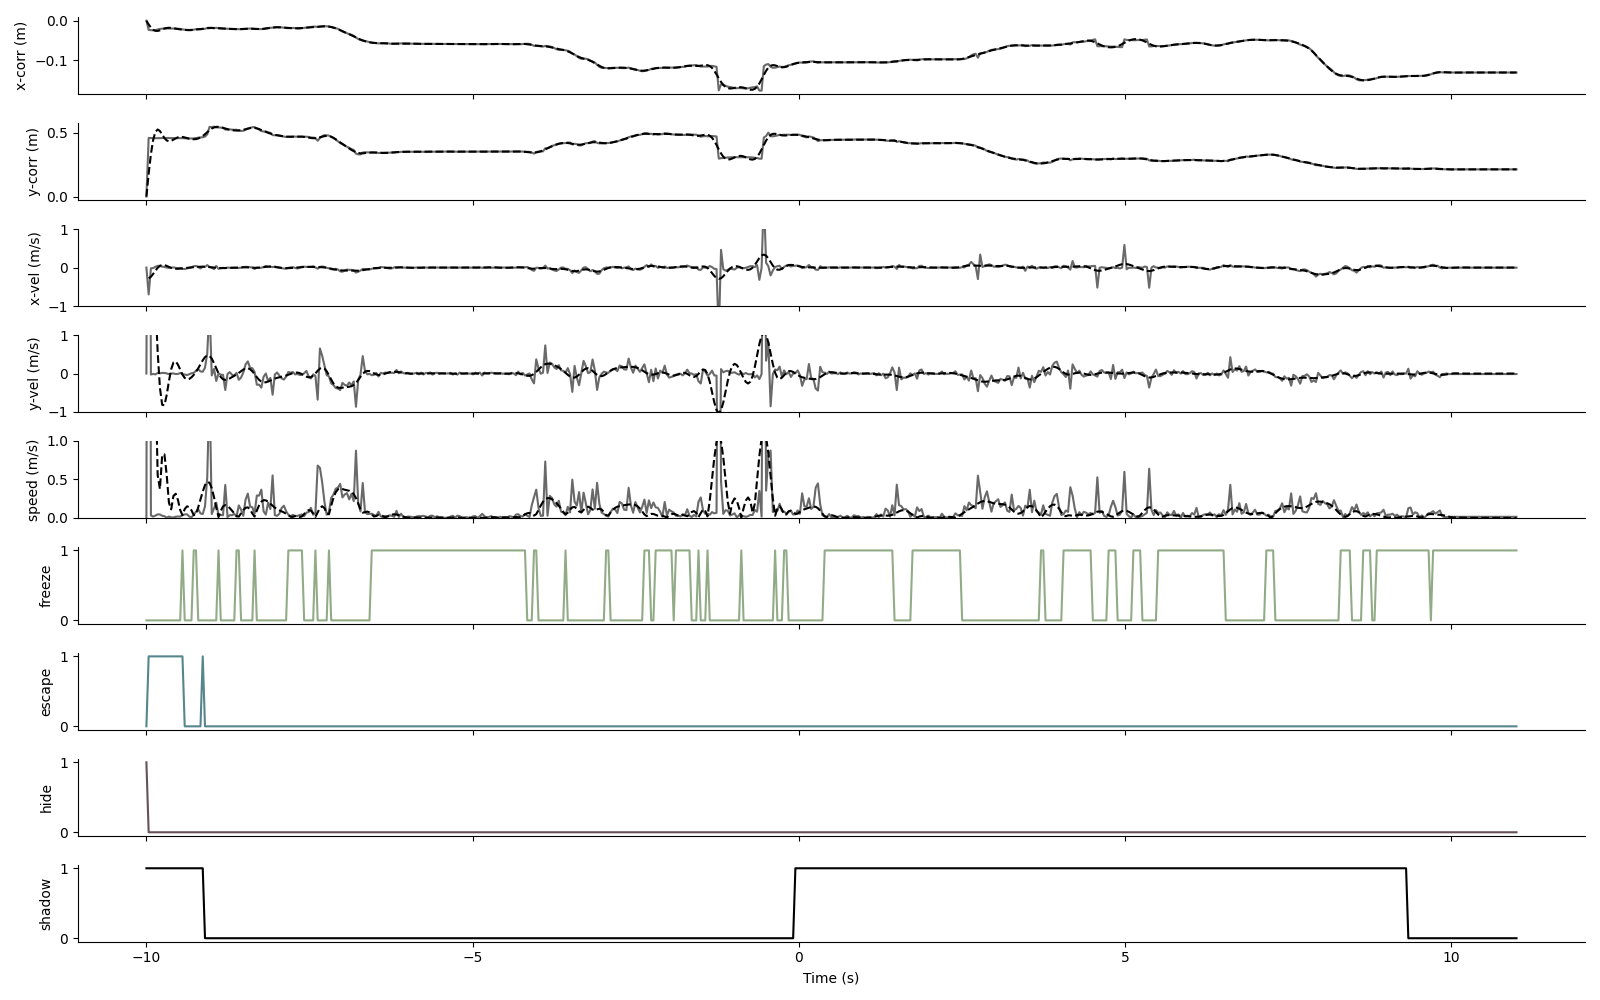 x-corr (m)
0.0
−0.1
y-corr (m)
0.5
0.0
x-vel (m/s)
1
0
−1
y-vel (m/s)
1
0
−1
speed (m/s)
1.0
0.5
0.0
freeze
1
0
escape
1
0
hide
1
0
shadow
1
0
−10 −5 0 5 10
Time (s)